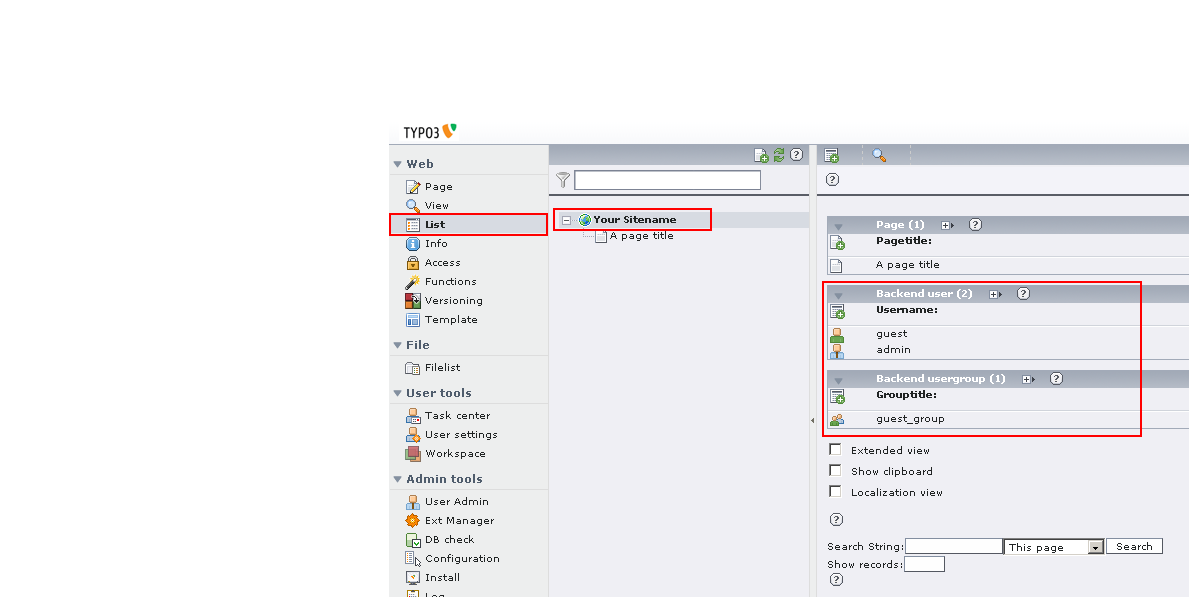 TYPO3
Web
Page
View
List
Info
Access
Functions
Versioning
Template
File
Filelist
User tools
Task center
User settings
Workspace
Admin tools
User Admin
Ext Manager
DB check
Configuration
Install
Log
Your Sitename
A page title
Page (1)
Pagetitle:
A page title
Backend user (2)
Username:
guest
admin
Backend usergroup (1)
Grouptitle:
guest_group
Extended view
Show clipboard
Localization view
Search String: This page Search
Show records: